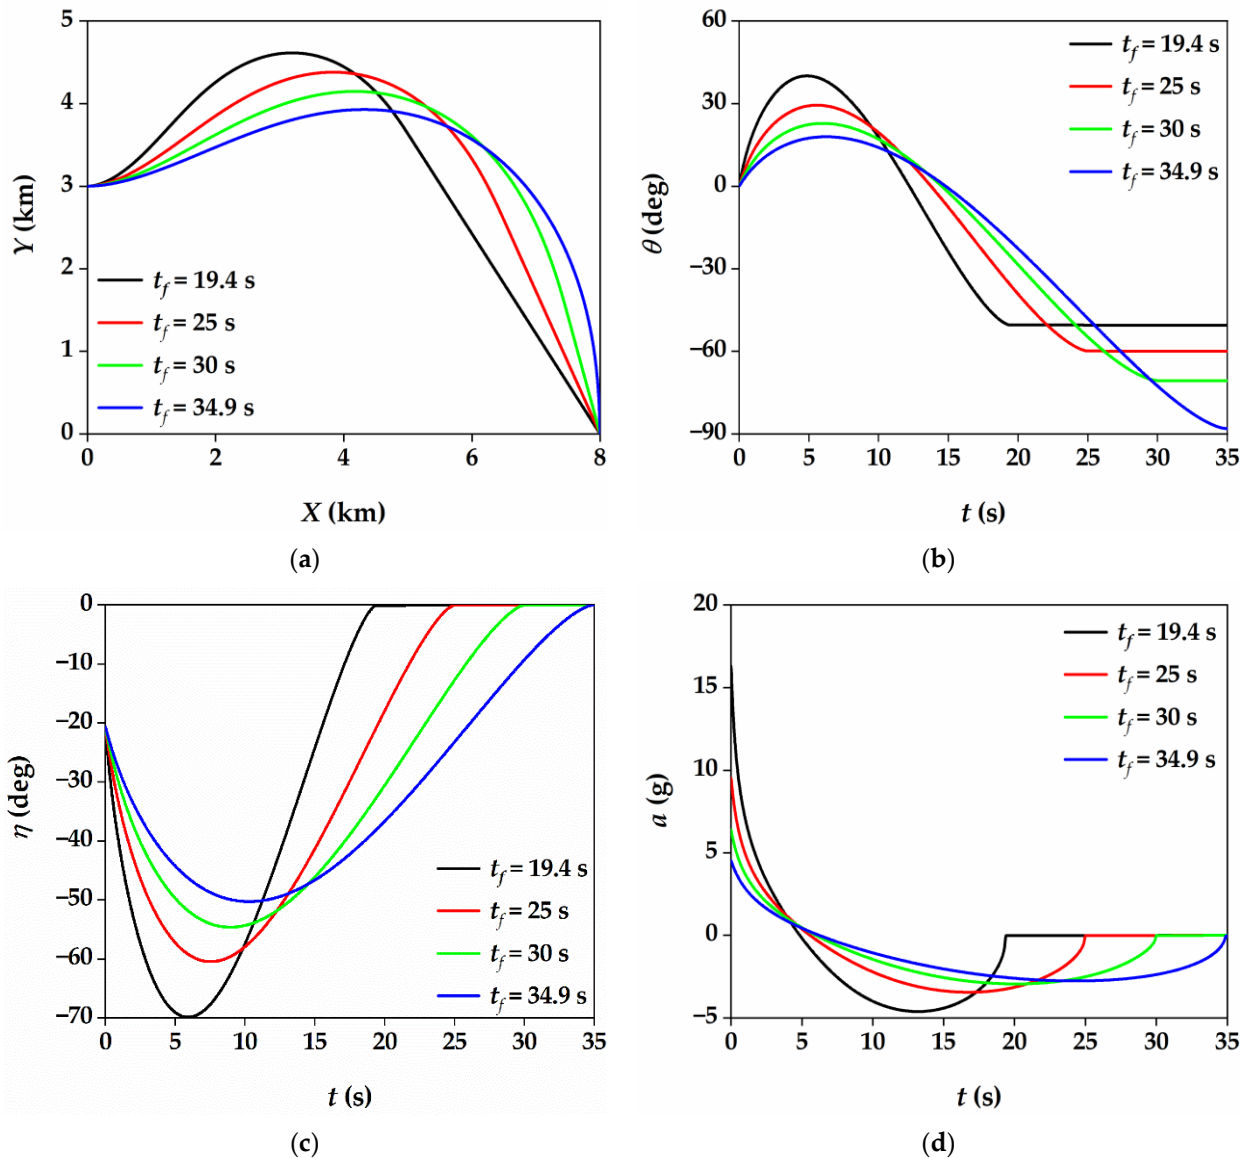 5
4
3
2
1
0
0
2
4
6
8
Y (km)
X (km)
t_f = 19.4 s
t_f = 25 s
t_f = 30 s
t_f = 34.9 s
(a)
60
30
0
−30
−60
−90
0
5
10
15
20
25
30
35
θ (deg)
t (s)
t_f = 19.4 s
t_f = 25 s
t_f = 30 s
t_f = 34.9 s
(b)
0
−10
−20
−30
−40
−50
−60
−70
0
5
10
15
20
25
30
35
η (deg)
t (s)
t_f = 19.4 s
t_f = 25 s
t_f = 30 s
t_f = 34.9 s
(c)
20
15
10
5
0
−5
0
5
10
15
20
25
30
35
a (g)
t (s)
t_f = 19.4 s
t_f = 25 s
t_f = 30 s
t_f = 34.9 s
(d)